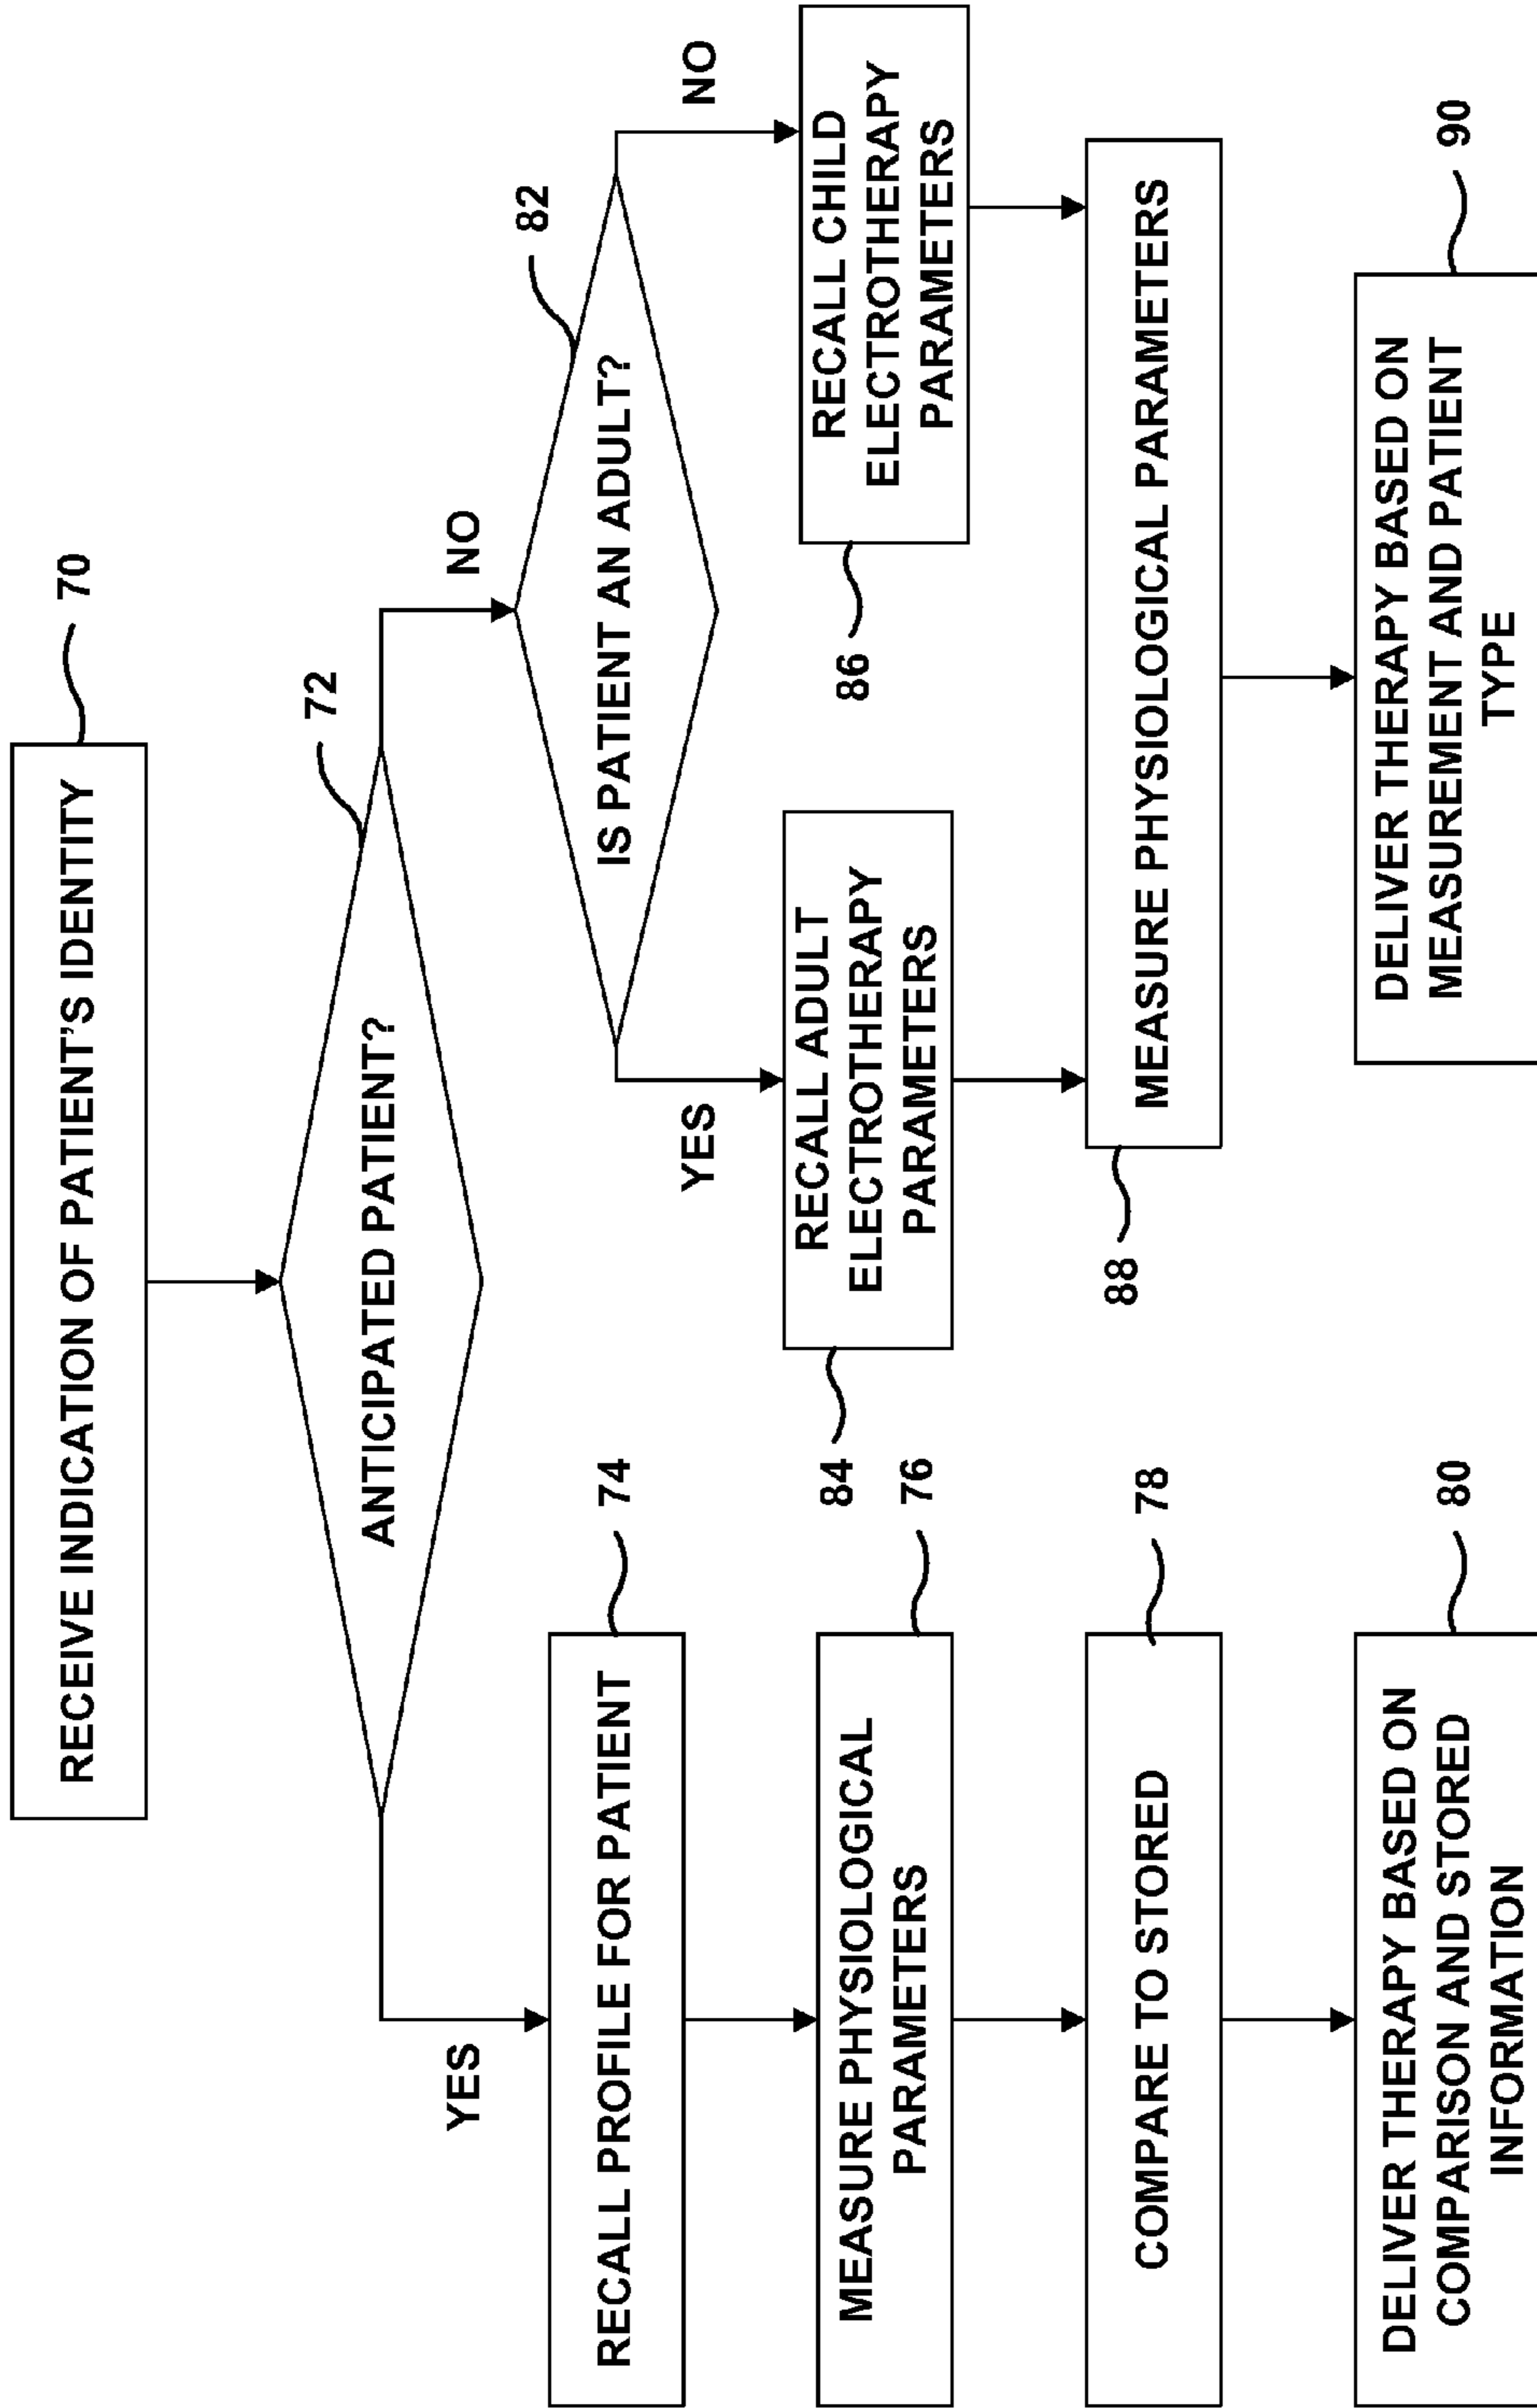 RECEIVE INDICATION OF PATIENT'S IDENTITY
70
ANTICIPATED PATIENT?
72
YES
NO
RECALL PROFILE FOR PATIENT
74
MEASURE PHYSIOLOGICAL
PARAMETERS
76
COMPARE TO STORED
78
DELIVER THERAPY BASED ON
COMPARISON AND STORED
INFORMATION
80
IS PATIENT AN ADULT?
82
YES
NO
RECALL ADULT
ELECTROTHERAPY
PARAMETERS
84
RECALL CHILD
ELECTROTHERAPY
PARAMETERS
86
MEASURE PHYSIOLOGICAL PARAMETERS
88
DELIVER THERAPY BASED ON
MEASUREMENT AND PATIENT
TYPE
90